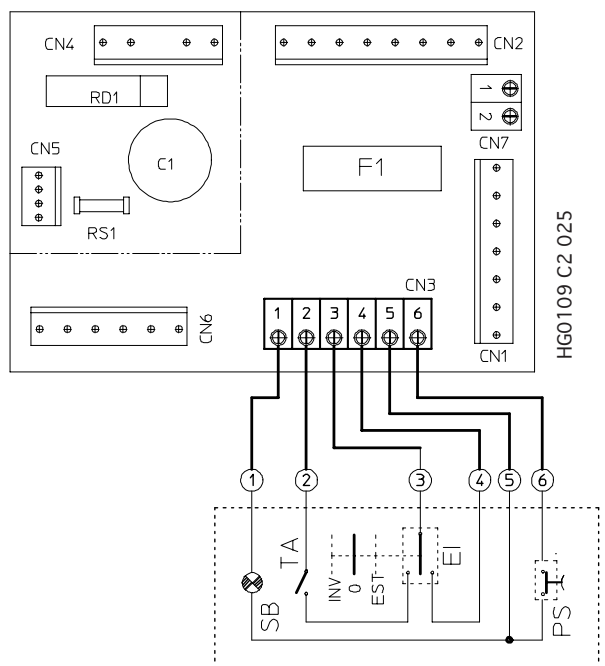 CN4
CN2
RD1
1
2
CN7
CN5
C1
F1
RS1
CN3
CN6
1 2 3 4 5 6
CN1
HG0109 C2 025
1 2 3 4 5 6
SB
TA
INV
0
EST
EI
PS